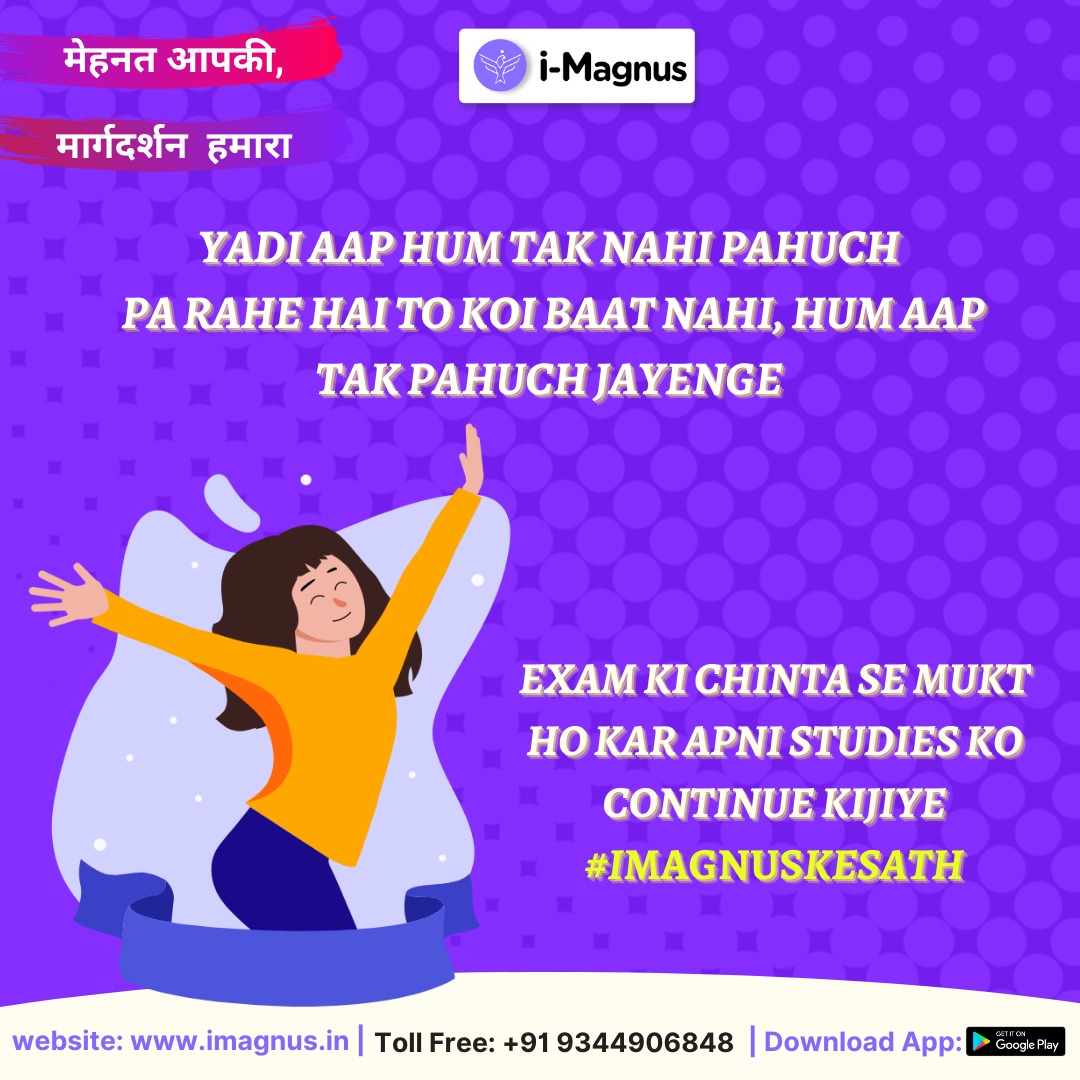 मेहनत आपकी,
मार्गदर्शन हमारा
i-Magnus
YADI AAP HUM TAK NAHI PAHUCH
PA RAHE HAI TO KOI BAAT NAHI, HUM AAP
TAK PAHUCH JAYENGE
EXAM KI CHINTA SE MUKT
HO KAR APNI STUDIES KO
CONTINUE KIJIYE
#IMAGNUSKESATH
website: www.imagnus.in | Toll Free: +91 9344906848 | Download App: GET IT ON Google Play